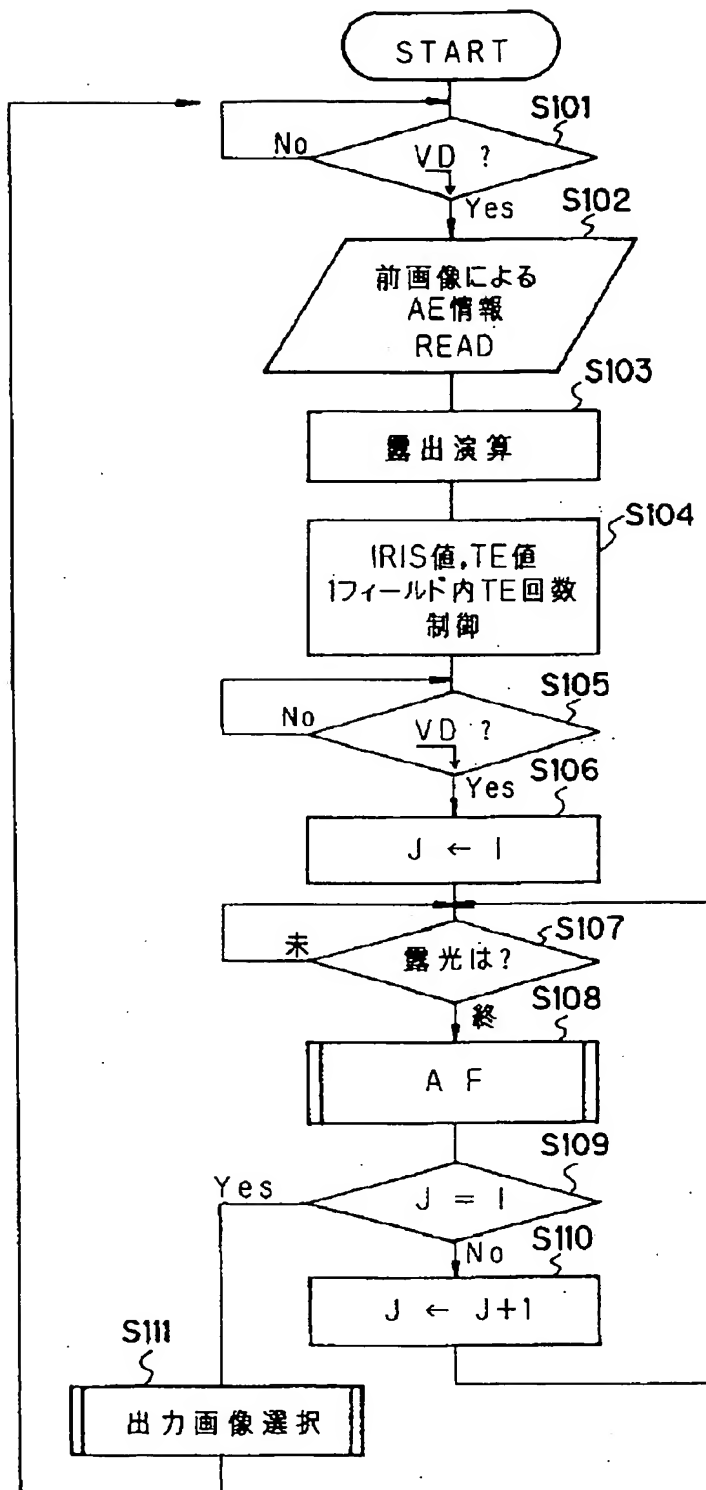 START
S101
No
VD ?
Yes
S102
前画像による
AE情報
READ
S103
露出演算
S104
IRIS値,TE値
1フィールド内TE回数
制御
S105
No
VD ?
Yes
S106
J ← 1
S107
未
露光は?
終
S108
A F
S109
Yes
J = I
No
S110
J ← J+1
S111
出力画像選択